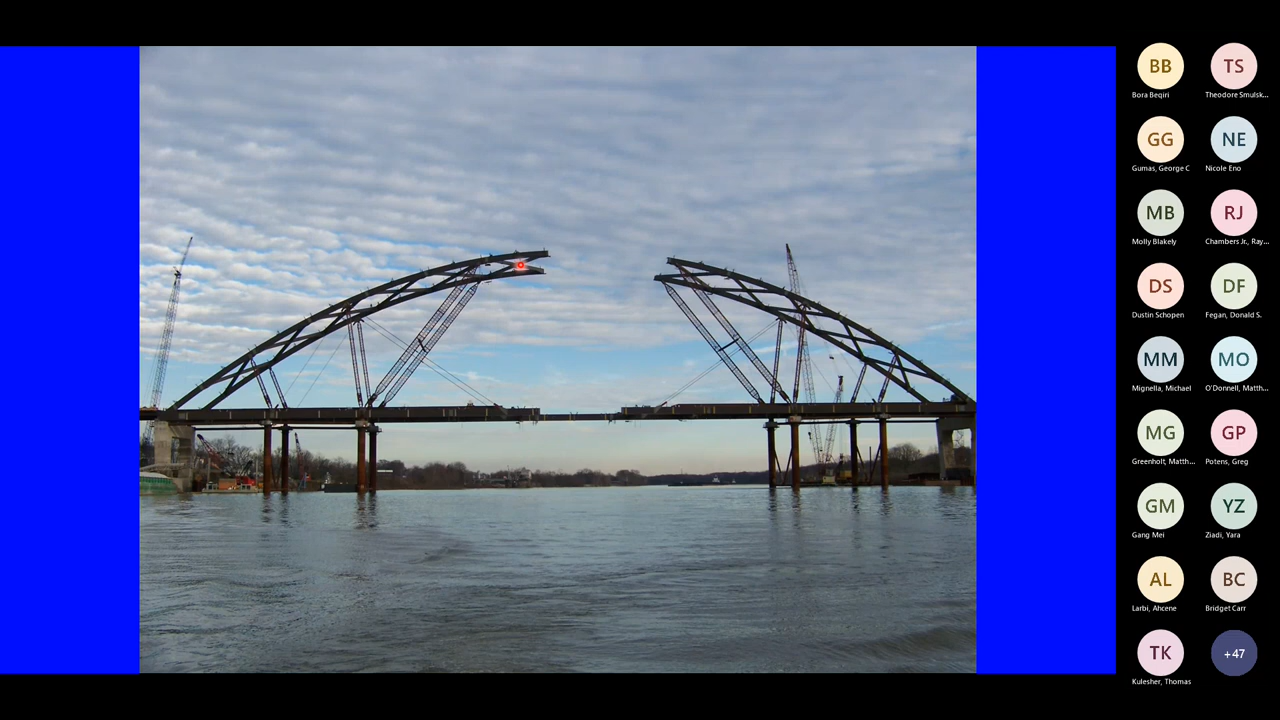 BB
TS
Bora Beqiri
Theodore Smulsk...
GG
NE
Gumas, George C
Nicole Eno
MB
RJ
Molly Blakely
Chambers Jr., Ray...
DS
DF
Dustin Schopen
Fegan, Donald S.
MM
MO
Mignella, Michael
O'Donnell, Matth...
MG
GP
Greenholt, Matth...
Potens, Greg
GM
YZ
Gang Mei
Ziadi, Yara
AL
BC
Larbi, Ahcene
Bridget Carr
TK
+47
Kulesher, Thomas